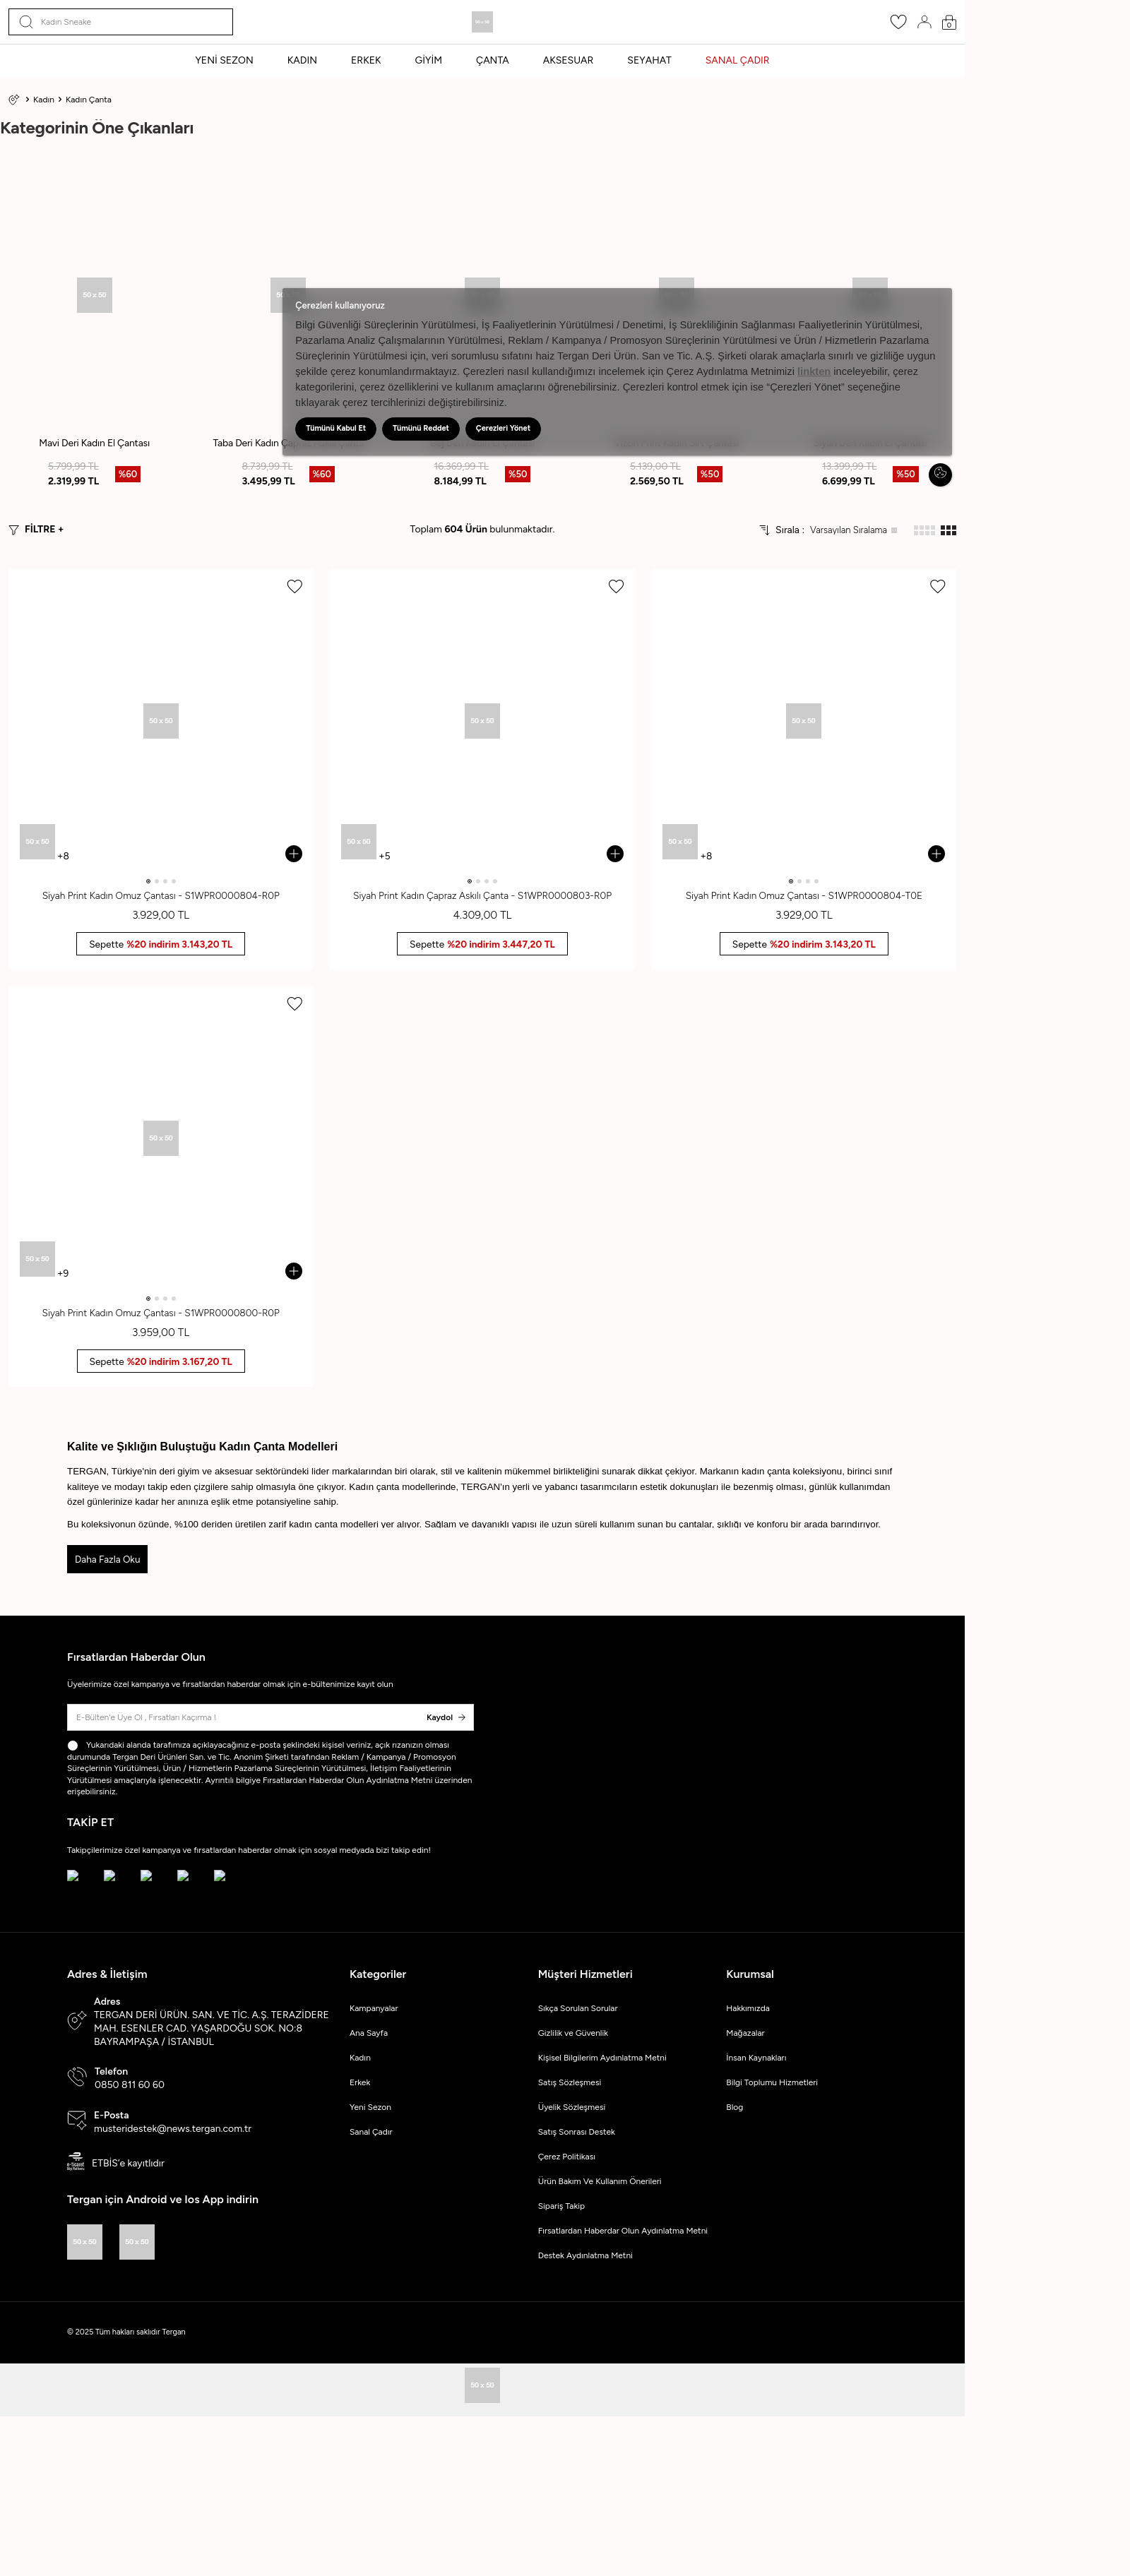 Kadın Sneake
50 x 50
0
YENİ SEZON KADIN ERKEK GİYİM ÇANTA AKSESUAR SEYAHAT SANAL ÇADIR
Kadın Kadın Çanta
Kategorinin Öne Çıkanları
50 x 50
Çerezleri kullanıyoruz
Bilgi Güvenliği Süreçlerinin Yürütülmesi, İş Faaliyetlerinin Yürütülmesi / Denetimi, İş Sürekliliğinin Sağlanması Faaliyetlerinin Yürütülmesi,
Pazarlama Analiz Çalışmalarının Yürütülmesi, Reklam / Kampanya / Promosyon Süreçlerinin Yürütülmesi ve Ürün / Hizmetlerin Pazarlama
Süreçlerinin Yürütülmesi için, veri sorumlusu sıfatını haiz Tergan Deri Ürün. San ve Tic. A.Ş. Şirketi olarak amaçlarla sınırlı ve gizliliğe uygun
şekilde çerez konumlandırmaktayız. Çerezleri nasıl kullandığımızı incelemek için Çerez Aydınlatma Metnimizi linkten inceleyebilir, çerez
kategorilerini, çerez özelliklerini ve kullanım amaçlarını öğrenebilirsiniz. Çerezleri kontrol etmek için ise “Çerezleri Yönet” seçeneğine
tıklayarak çerez tercihlerinizi değiştirebilirsiniz.
Tümünü Kabul Et Tümünü Reddet Çerezleri Yönet
Mavi Deri Kadın El Çantası Taba Deri Kadın
5.799,99 TL 8.739,99 TL 16.369,99 TL 5.139,00 TL 13.399,99 TL
%60 %60 %50 %50 %50
2.319,99 TL 3.495,99 TL 8.184,99 TL 2.569,50 TL 6.699,99 TL
FİLTRE + Toplam 604 Ürün bulunmaktadır. Sırala : Varsayılan Sıralama
50 x 50 50 x 50 50 x 50
50 x 50 +8 50 x 50 +5 50 x 50 +8
Siyah Print Kadın Omuz Çantası - S1WPR0000804-R0P Siyah Print Kadın Çapraz Askılı Çanta - S1WPR0000803-R0P Siyah Print Kadın Omuz Çantası - S1WPR0000804-T0E
3.929,00 TL 4.309,00 TL 3.929,00 TL
Sepette %20 indirim 3.143,20 TL Sepette %20 indirim 3.447,20 TL Sepette %20 indirim 3.143,20 TL
50 x 50
50 x 50 +9
Siyah Print Kadın Omuz Çantası - S1WPR0000800-R0P
3.959,00 TL
Sepette %20 indirim 3.167,20 TL
Kalite ve Şıklığın Buluştuğu Kadın Çanta Modelleri
TERGAN, Türkiye'nin deri giyim ve aksesuar sektöründeki lider markalarından biri olarak, stil ve kalitenin mükemmel birlikteliğini sunarak dikkat çekiyor. Markanın kadın çanta koleksiyonu, birinci sınıf
kaliteye ve modayı takip eden çizgilere sahip olmasıyla öne çıkıyor. Kadın çanta modellerinde, TERGAN'ın yerli ve yabancı tasarımcıların estetik dokunuşları ile bezenmiş olması, günlük kullanımdan
özel günlerinize kadar her anınıza eşlik etme potansiyeline sahip.
Bu koleksiyonun özünde, %100 deriden üretilen zarif kadın çanta modelleri yer alıyor. Sağlam ve dayanıklı yapısı ile uzun süreli kullanım sunan bu çantalar, şıklığı ve konforu bir arada barındırıyor.
Daha Fazla Oku
Fırsatlardan Haberdar Olun
Üyelerimize özel kampanya ve fırsatlardan haberdar olmak için e-bültenimize kayıt olun
E-Bülten'e Üye Ol , Fırsatları Kaçırma ! Kaydol
Yukarıdaki alanda tarafımıza açıklayacağınız e-posta şeklindeki kişisel veriniz, açık rızanızın olması
durumunda Tergan Deri Ürünleri San. ve Tic. Anonim Şirketi tarafından Reklam / Kampanya / Promosyon
Süreçlerinin Yürütülmesi, Ürün / Hizmetlerin Pazarlama Süreçlerinin Yürütülmesi, İletişim Faaliyetlerinin
Yürütülmesi amaçlarıyla işlenecektir. Ayrıntılı bilgiye Fırsatlardan Haberdar Olun Aydınlatma Metni üzerinden
erişebilirsiniz.
TAKİP ET
Takipçilerimize özel kampanya ve fırsatlardan haberdar olmak için sosyal medyada bizi takip edin!
Adres & İletişim
Adres
TERGAN DERİ ÜRÜN. SAN. VE TİC. A.Ş. TERAZİDERE
MAH. ESENLER CAD. YAŞARDOĞU SOK. NO:8
BAYRAMPAŞA / İSTANBUL
Telefon
0850 811 60 60
E-Posta
musteridestek@news.tergan.com.tr
ETBİS’e kayıtlıdır
Tergan için Android ve Ios App indirin
50 x 50 50 x 50
Kategoriler
Kampanyalar
Ana Sayfa
Kadın
Erkek
Yeni Sezon
Sanal Çadır
Müşteri Hizmetleri
Sıkça Sorulan Sorular
Gizlilik ve Güvenlik
Kişisel Bilgilerim Aydınlatma Metni
Satış Sözleşmesi
Üyelik Sözleşmesi
Satış Sonrası Destek
Çerez Politikası
Ürün Bakım Ve Kullanım Önerileri
Sipariş Takip
Fırsatlardan Haberdar Olun Aydınlatma Metni
Destek Aydınlatma Metni
Kurumsal
Hakkımızda
Mağazalar
İnsan Kaynakları
Bilgi Toplumu Hizmetleri
Blog
© 2025 Tüm hakları saklıdır Tergan
50 x 50